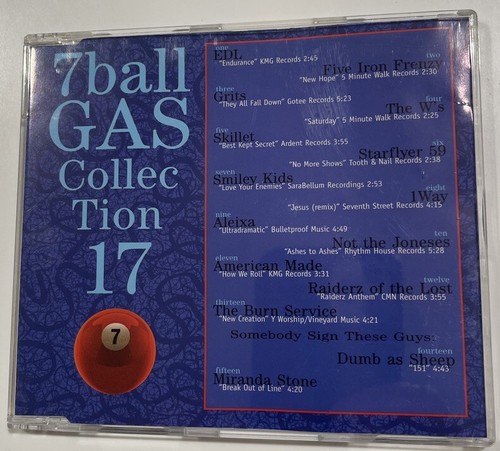 7ball
GAS
Collec
Tion
17
7
one
EDL
"Endurance" KMG Records 2:45
two
Five Iron Frenzy
"New Hope" 5 Minute Walk Records 2:30
three
Grits
"They All Fall Down" Gotee Records 5:23
four
The W's
"Saturday" 5 Minute Walk Records 2:25
five
Skillet
"Best Kept Secret" Ardent Records 3:55
six
Starflyer 59
"No More Shows" Tooth & Nail Records 2:38
seven
Smiley Kids
"Love Your Enemies" SaraBellum Recordings 2:53
eight
1Way
"Jesus (remix)" Seventh Street Records 4:15
nine
Aleixa
"Ultradramatic" Bulletproof Music 4:49
ten
Not the Joneses
"Ashes to Ashes" Rhythm House Records 5:28
eleven
American Made
"How We Roll" KMG Records 3:31
twelve
Raiderz of the Lost
"Raiderz Anthem" CMN Records 3:55
thirteen
The Burn Service
"New Creation" Y Worship/Vineyard Music 4:21
Somebody Sign These Guys:
fourteen
Dumb as Sheep
"151" 4:43
fifteen
Miranda Stone
"Break Out of Line" 4:20